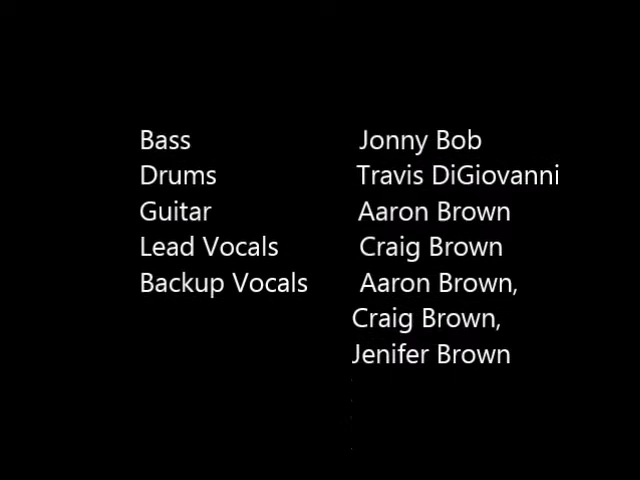 Bass Jonny Bob
Drums Travis DiGiovanni
Guitar Aaron Brown
Lead Vocals Craig Brown
Backup Vocals Aaron Brown,
Craig Brown,
Jenifer Brown